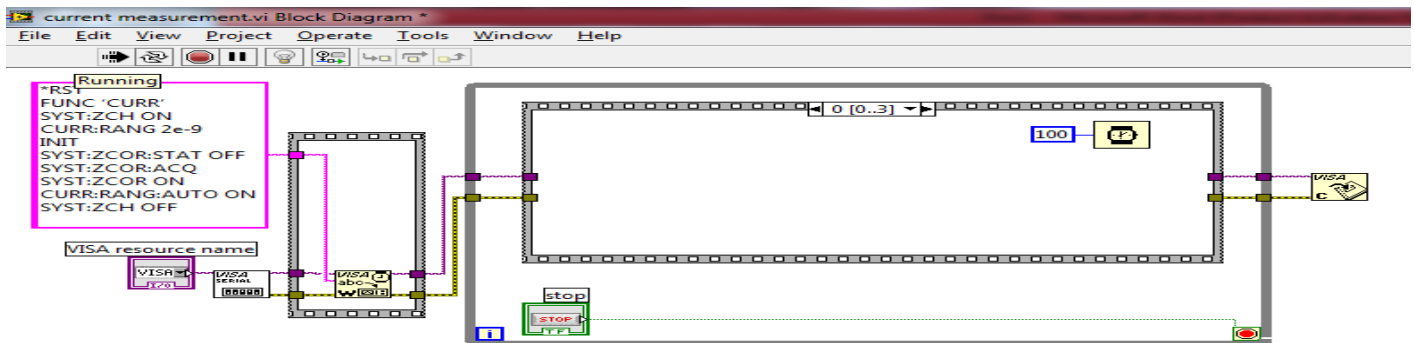 current measurement.vi Block Diagram *
File Edit View Project Operate Tools Window Help
Running
*RST
FUNC ‘CURR’
SYST:ZCH ON
CURR:RANG 2e-9
INIT
SYST:ZCOR:STAT OFF
SYST:ZCOR:ACQ
SYST:ZCOR ON
CURR:RANG:AUTO ON
SYST:ZCH OFF
0 [0..3]
100
VISA
C
VISA resource name
VISA
I/O
VISA
SERIAL
VISA
abc
W
stop
STOP
TF
i